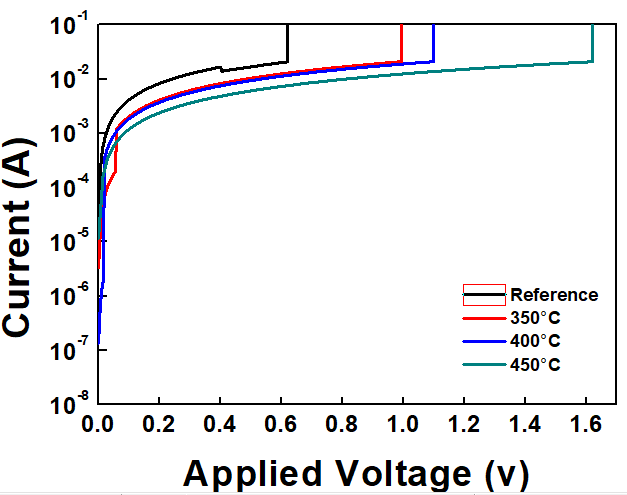 Current (A)
10-1
10-2
10-3
10-4
10-5
10-6
10-7
10-8
Reference
350°C
400°C
450°C
0.0 0.2 0.4 0.6 0.8 1.0 1.2 1.4 1.6
Applied Voltage (v)